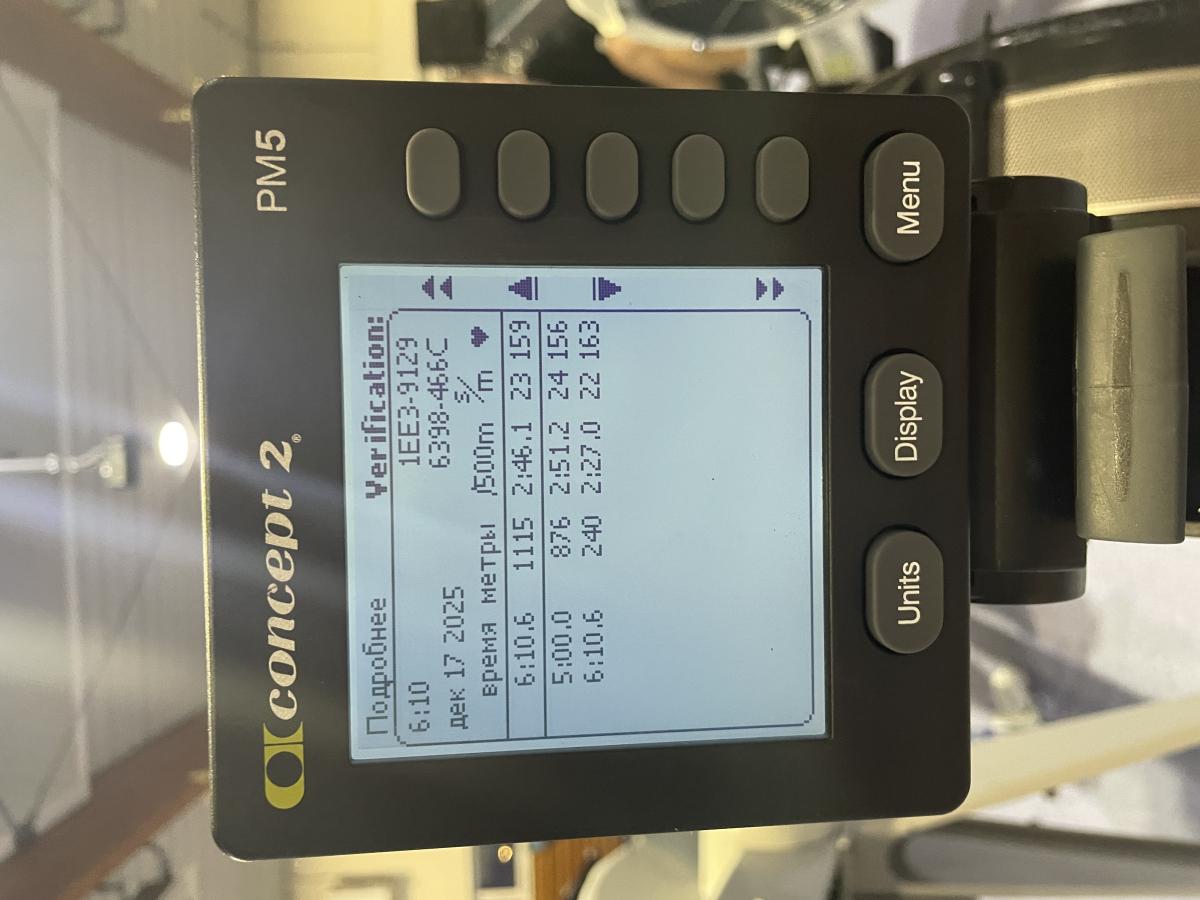 concept 2® PM5
Подробнее Verification:
6:10 1EE3-9129
дек 17 2025 6398-466C
время метры /500m s/m ♥
6:10.6 1115 2:46.1 23 159
5:00.0 876 2:51.2 24 156
6:10.6 240 2:27.0 22 163
Units Display Menu